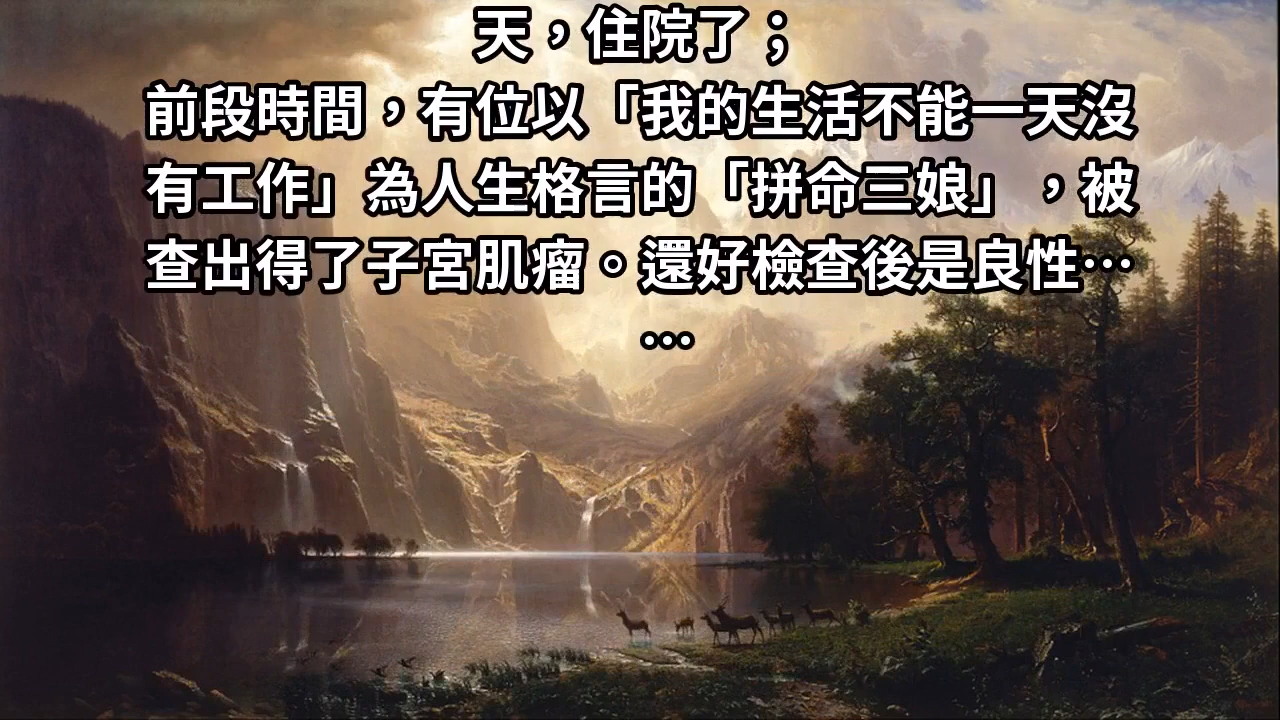 天，住院了；
前段時間，有位以「我的生活不能一天沒
有工作」為人生格言的「拼命三娘」，被
查出得了子宮肌瘤。還好檢查後是良性…
…